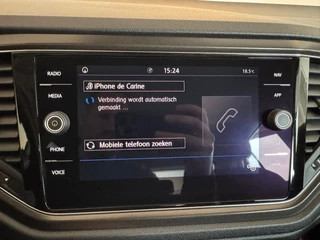 RADIO
MEDIA
PHONE
VOICE
15:24
18.5°C
NAV
APP
iPhone de Carine
Verbinding wordt automatisch
gemaakt ...
Mobiele telefoon zoeken